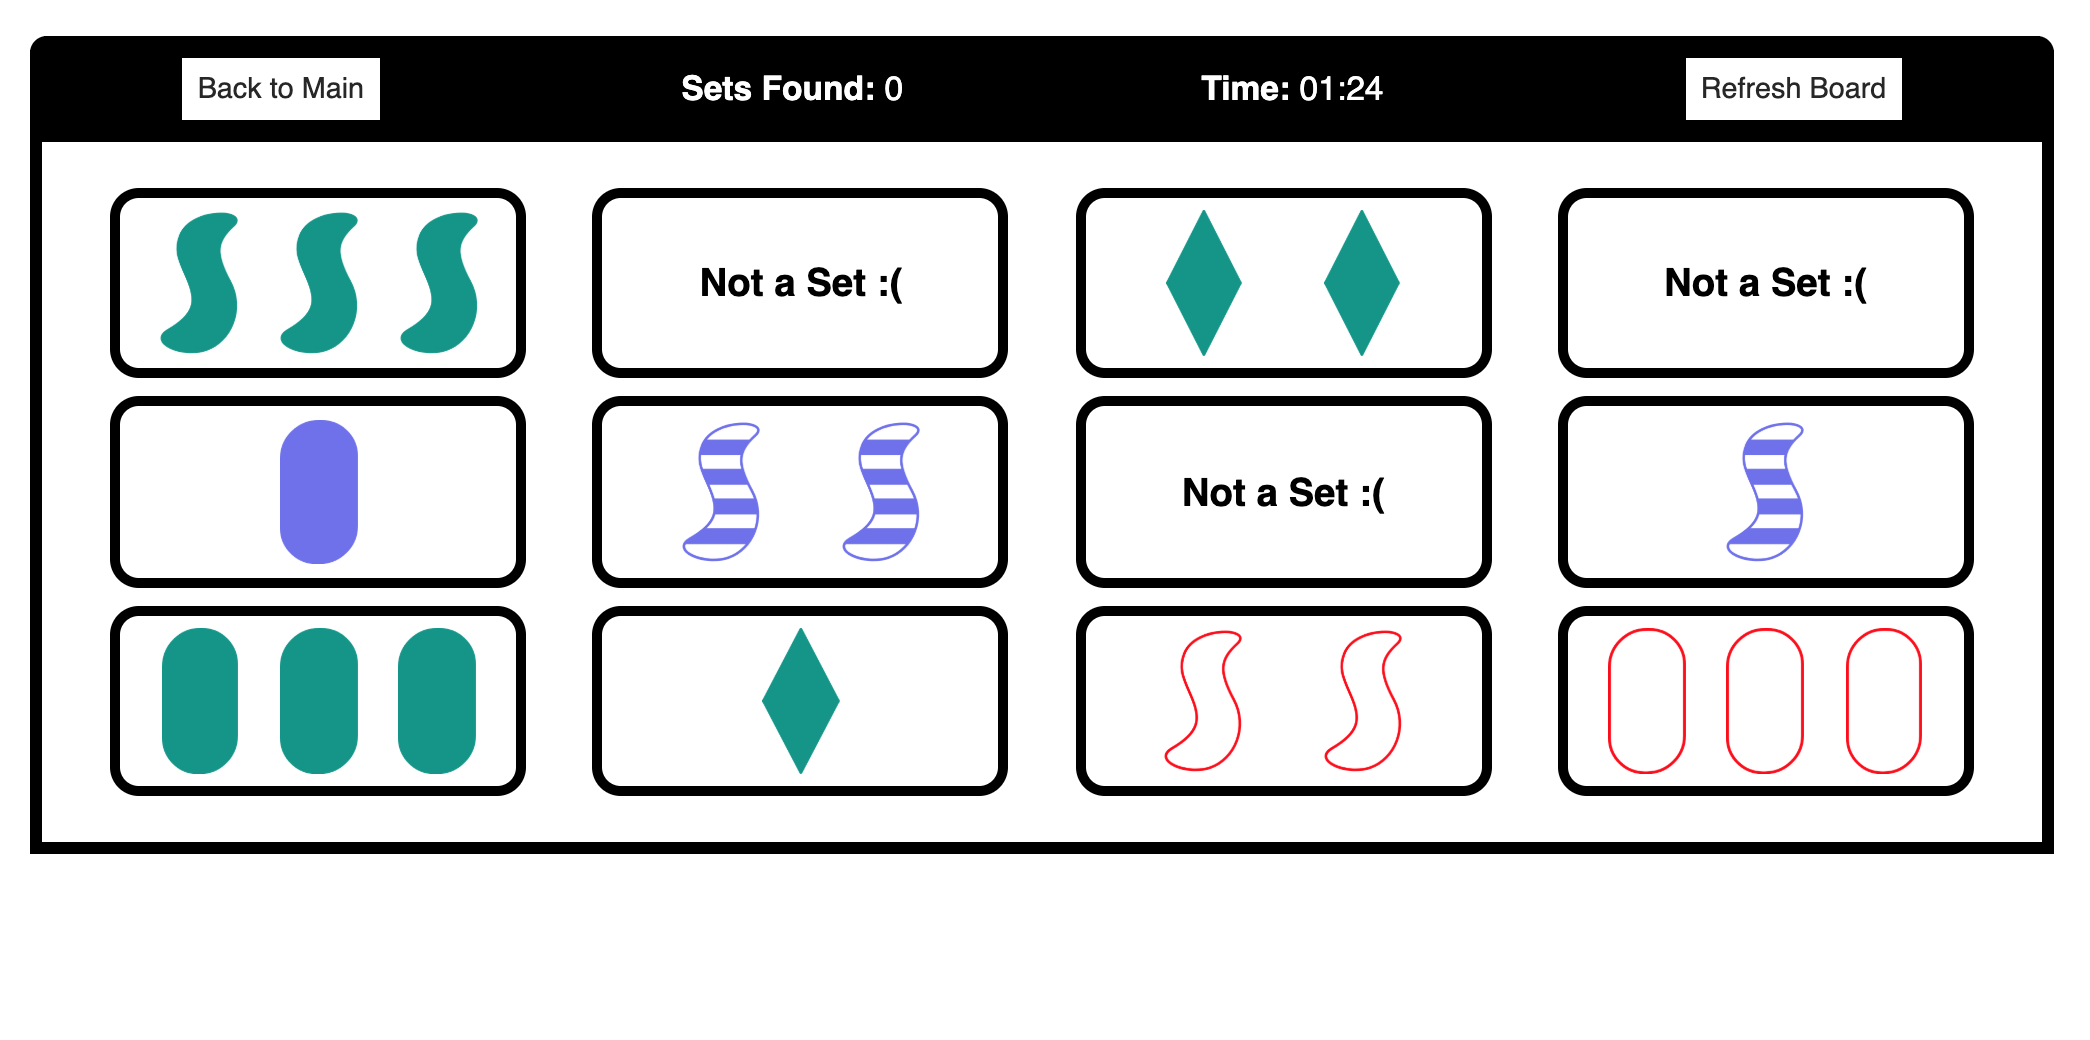 Back to Main
Sets Found: 0
Time: 01:24
Refresh Board
Not a Set :(
Not a Set :(
Not a Set :(